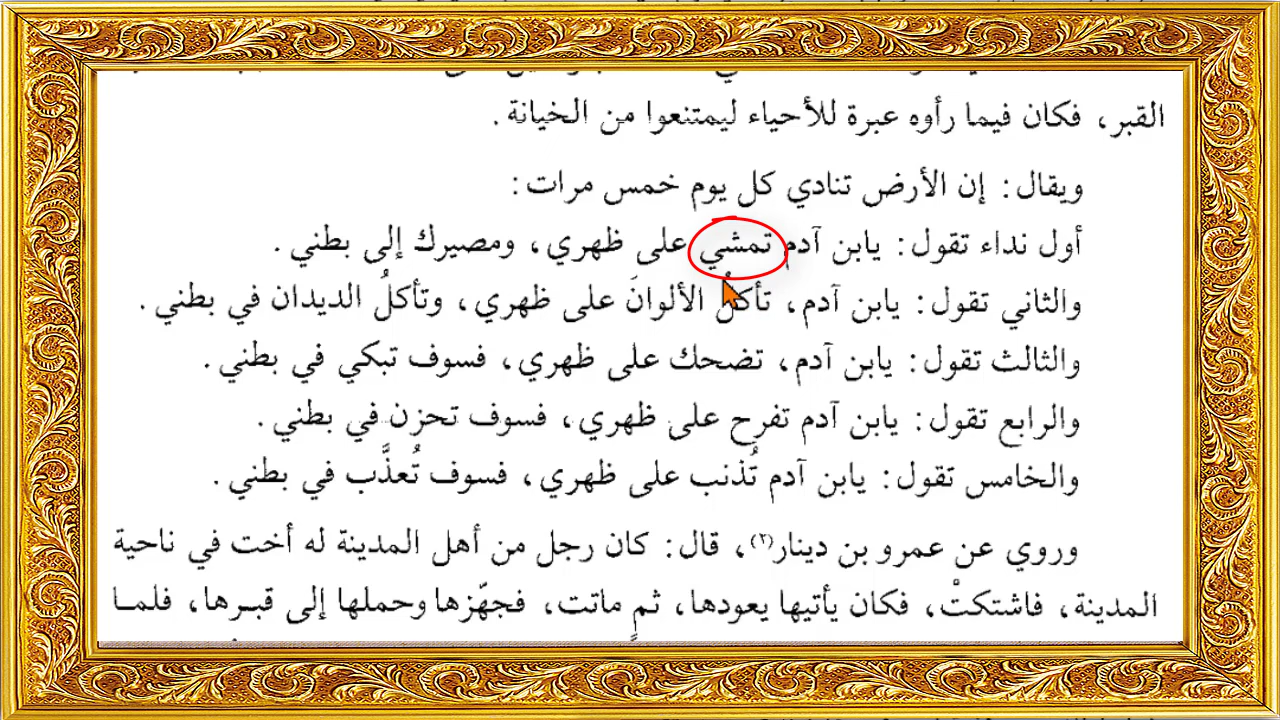 القبر، فكان فيما رأوه عبرة للأحياء ليمتنعوا من الخيانة.
ويقال: إن الأرض تنادي كل يوم خمس مرات:
أول نداء تقول: يابن آدم تمشي على ظهري، ومصيرك إلى بطني.
والثاني تقول: يابن آدم، تأكلُ الألوانَ على ظهري، وتأكلُ الديدان في بطني.
والثالث تقول: يابن آدم، تضحك على ظهري، فسوف تبكي في بطني.
والرابع تقول: يابن آدم تفرح على ظهري، فسوف تحزن في بطني.
والخامس تقول: يابن آدم تُذنب على ظهري، فسوف تُعذَّب في بطني.
وروي عن عمرو بن دينار(٢)، قال: كان رجل من أهل المدينة له أخت في ناحية
المدينة، فاشتكتْ، فكان يأتيها يعودها، ثم ماتت، فجهّزها وحملها إلى قبـرها، فلمـا